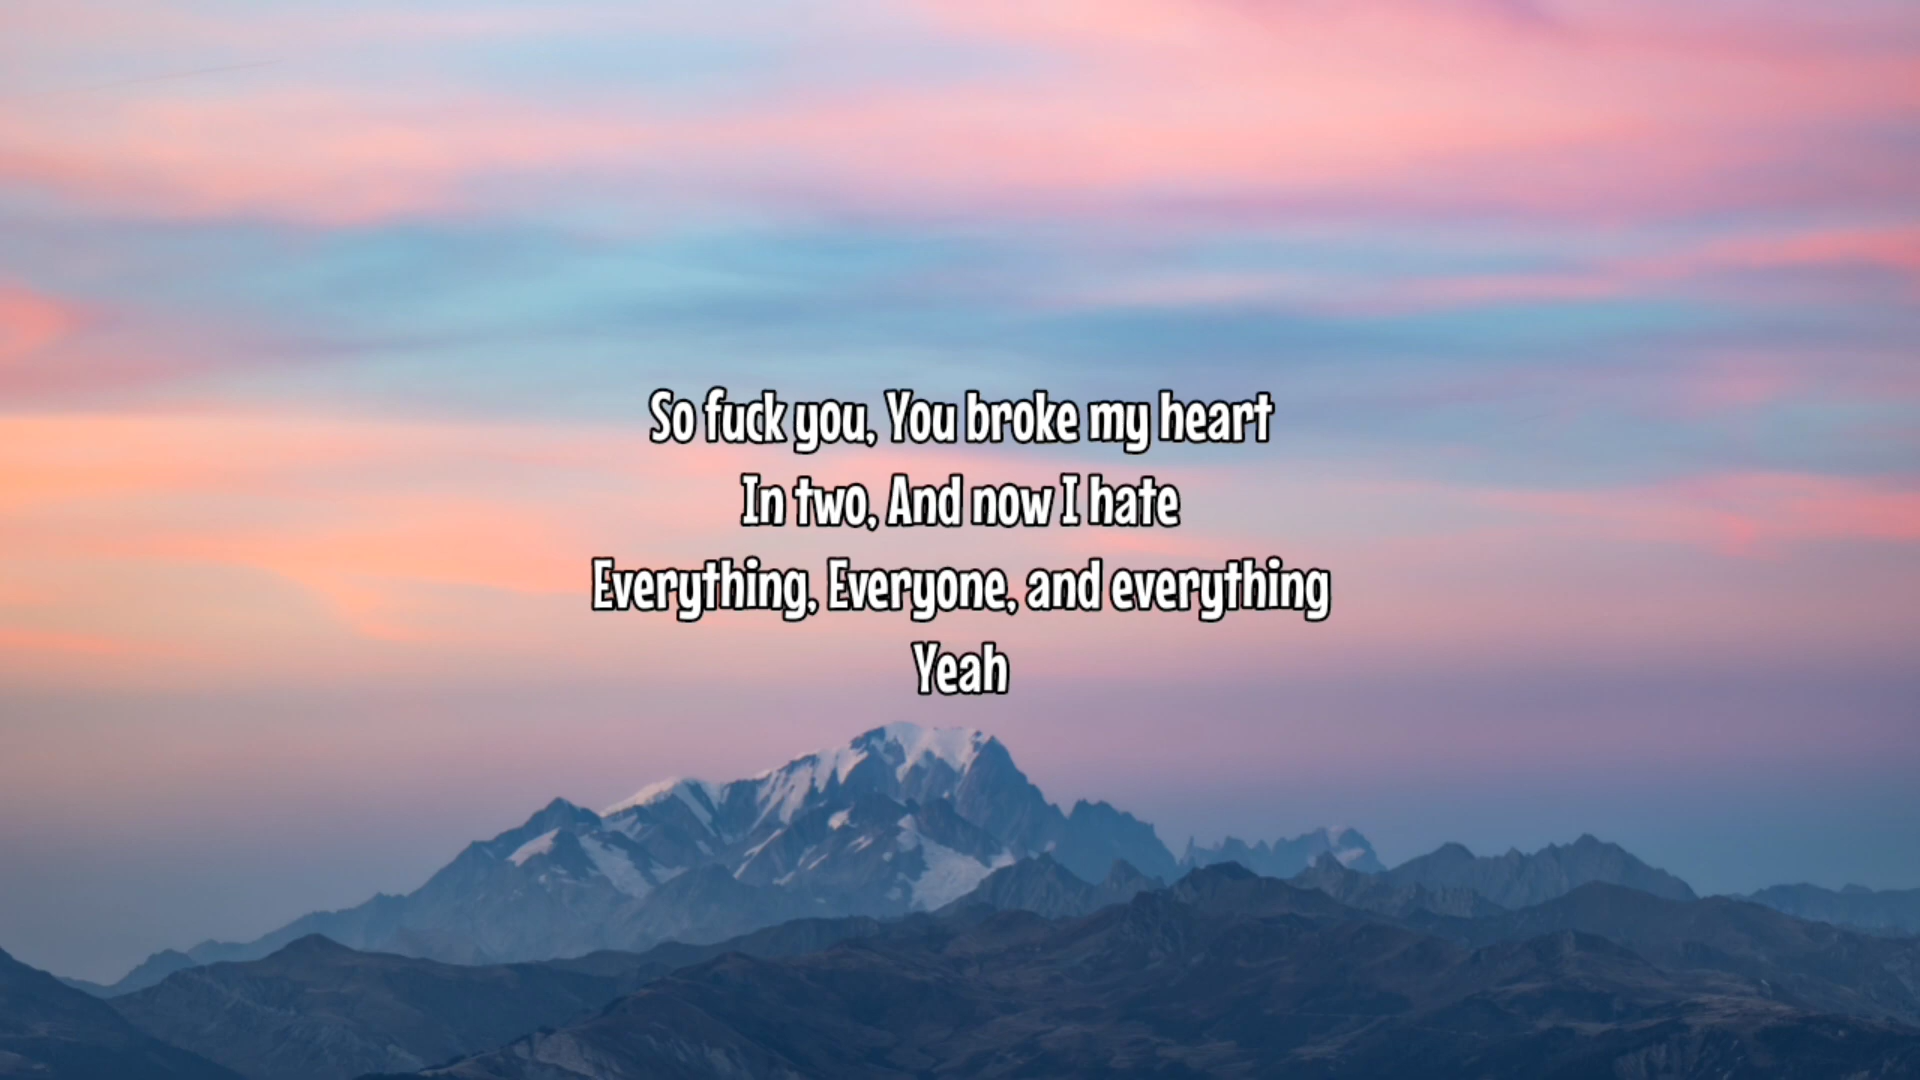 So fuck you, You broke my heart
In two, And now I hate
Everything, Everyone, and everything
Yeah